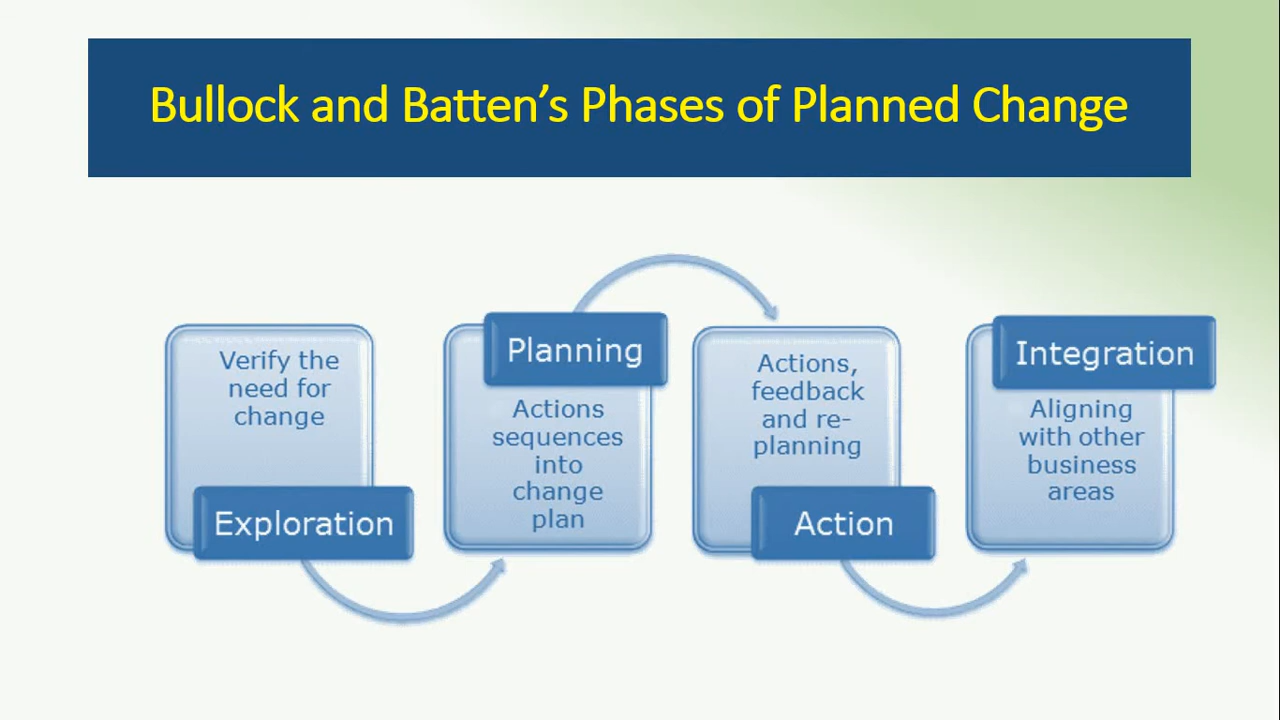 Bullock and Batten’s Phases of Planned Change
Verify the
need for
change
Exploration
Planning
Actions
sequences
into
change
plan
Actions,
feedback
and re-
planning
Action
Integration
Aligning
with other
business
areas